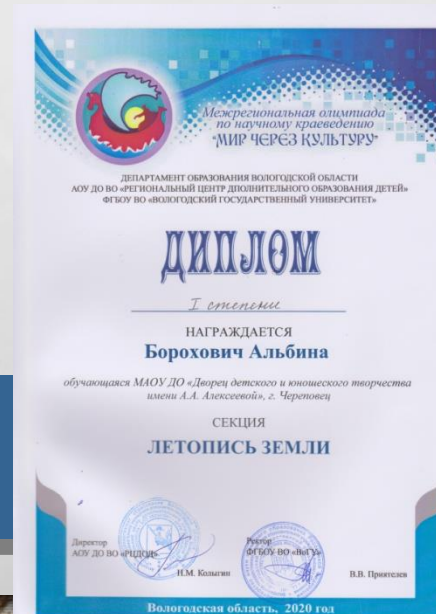 Межрегиональная олимпиада
по научному краеведению
"МИР ЧЕРЕЗ КУЛЬТУРУ"
ДЕПАРТАМЕНТ ОБРАЗОВАНИЯ ВОЛОГОДСКОЙ ОБЛАСТИ
АОУ ДО ВО «РЕГИОНАЛЬНЫЙ ЦЕНТР ДПОЛНИТЕЛЬНОГО ОБРАЗОВАНИЯ ДЕТЕЙ»
ФГБОУ ВО «ВОЛОГОДСКИЙ ГОСУДАРСТВЕННЫЙ УНИВЕРСИТЕТ»
ДИПЛОМ
I степени
НАГРАЖДАЕТСЯ
Борохович Альбина
обучающаяся МАОУ ДО «Дворец детского и юношеского творчества
имени А.А. Алексеевой», г. Череповец
СЕКЦИЯ
ЛЕТОПИСЬ ЗЕМЛИ
Директор
АОУ ДО ВО «РЦДОД»
Н.М. Колыгин
Ректор
ФГБОУ ВО «ВоГУ»
В.В. Приятелев
Вологодская область, 2020 год